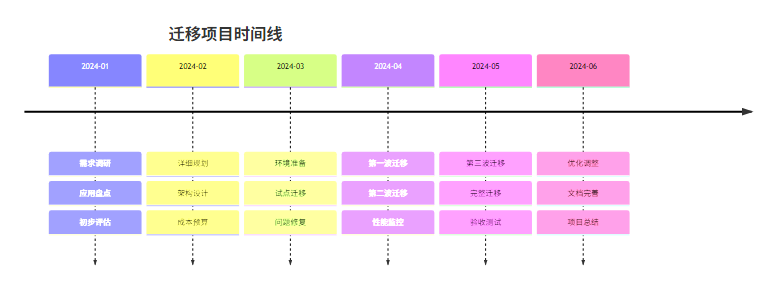 迁移项目时间线
2024-01
2024-02
2024-03
2024-04
2024-05
2024-06
需求调研
详细规划
环境准备
第一波迁移
第三波迁移
优化调整
应用盘点
架构设计
试点迁移
第二波迁移
完整迁移
文档完善
初步评估
成本预算
问题修复
性能监控
验收测试
项目总结